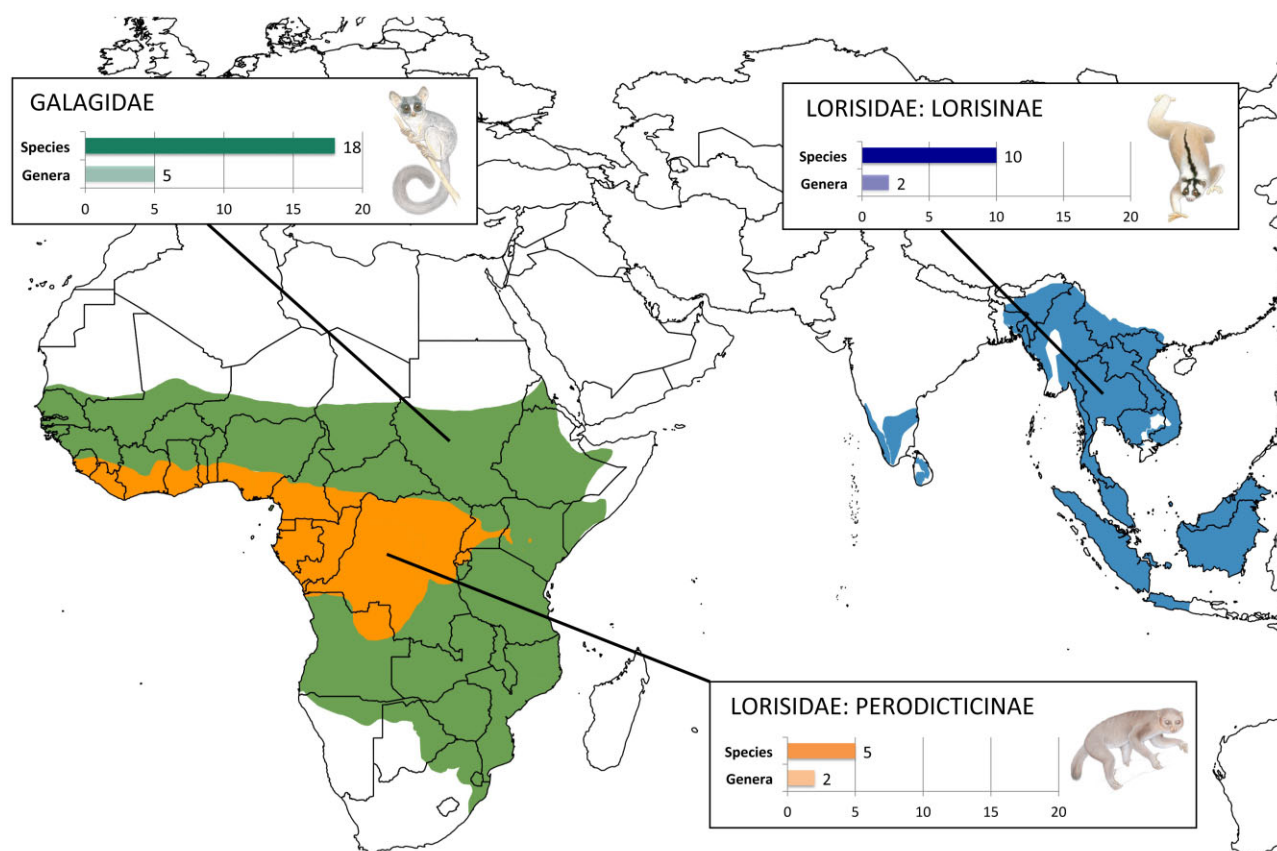 GALAGIDAE
Species 18
Genera 5
0 5 10 15 20
LORISIDAE: LORISINAE
Species 10
Genera 2
0 5 10 15 20
LORISIDAE: PERODICTICINAE
Species 5
Genera 2
0 5 10 15 20